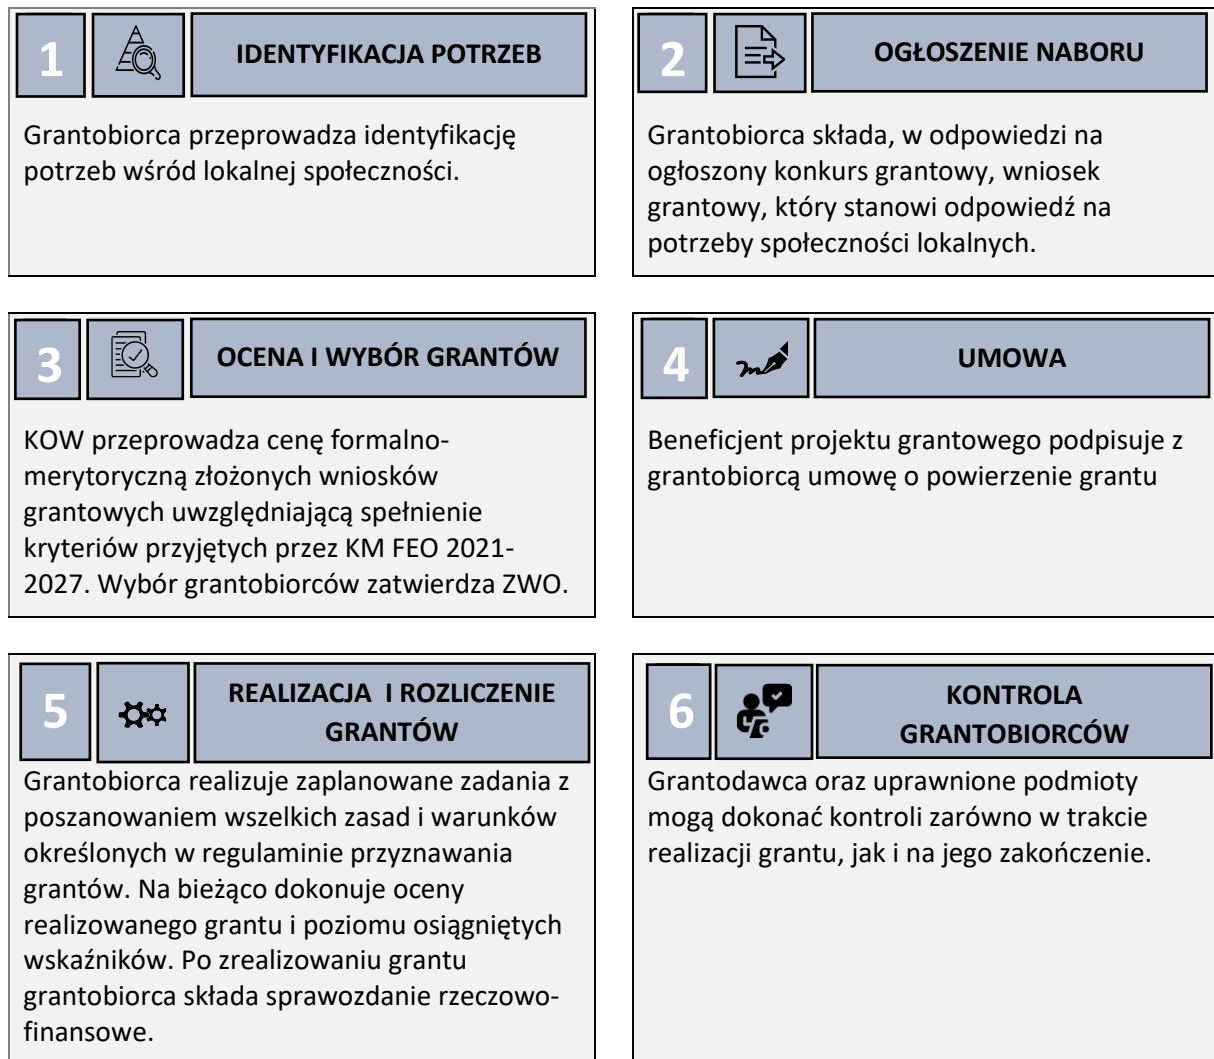 1
IDENTYFIKACJA POTRZEB
Grantobiorca przeprowadza identyfikację
potrzeb wśród lokalnej społeczności.
2
OGŁOSZENIE NABORU
Grantobiorca składa, w odpowiedzi na
ogłoszony konkurs grantowy, wniosek
grantowy, który stanowi odpowiedź na
potrzeby społeczności lokalnych.
3
OCENA I WYBÓR GRANTÓW
KOW przeprowadza cenę formalno-
merytoryczną złożonych wniosków
grantowych uwzględniającą spełnienie
kryteriów przyjętych przez KM FEO 2021-
2027. Wybór grantobiorców zatwierdza ZWO.
4
UMOWA
Beneficjent projektu grantowego podpisuje z
grantobiorcą umowę o powierzenie grantu
5
REALIZACJA I ROZLICZENIE
GRANTÓW
Grantobiorca realizuje zaplanowane zadania z
poszanowaniem wszelkich zasad i warunków
określonych w regulaminie przyznawania
grantów. Na bieżąco dokonuje oceny
realizowanego grantu i poziomu osiągniętych
wskaźników. Po zrealizowaniu grantu
grantobiorca składa sprawozdanie rzeczowo-
finansowe.
6
KONTROLA
GRANTOBIORCÓW
Grantodawca oraz uprawnione podmioty
mogą dokonać kontroli zarówno w trakcie
realizacji grantu, jak i na jego zakończenie.